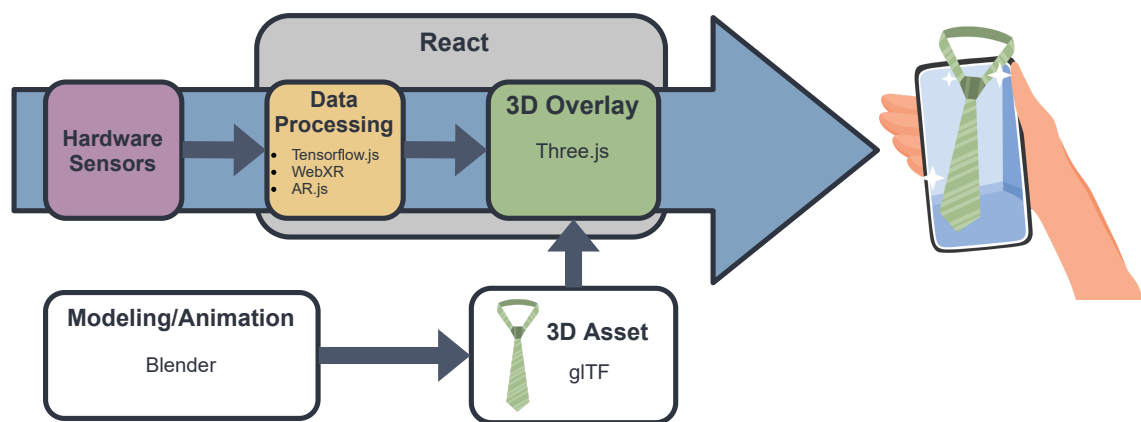 React
Hardware
Sensors
Data
Processing
• Tensorflow.js
• WebXR
• AR.js
3D Overlay
Three.js
Modeling/Animation
Blender
3D Asset
glTF